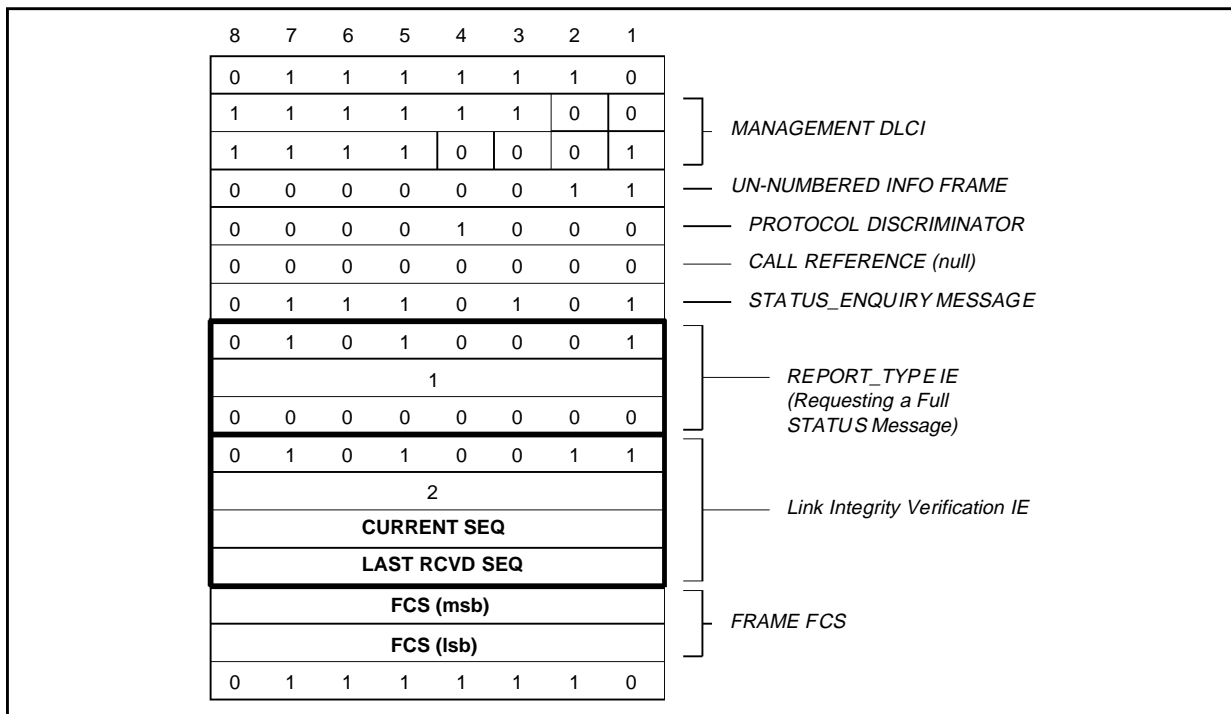 8 7 6 5 4 3 2 1
0 1 1 1 1 1 1 0
1 1 1 1 1 1 0 0
MANAGEMENT DLCI
1 1 1 1 0 0 0 1
0 0 0 0 0 0 1 1 UN-NUMBERED INFO FRAME
0 0 0 0 1 0 0 0 PROTOCOL DISCRIMINATOR
0 0 0 0 0 0 0 0 CALL REFERENCE (null)
0 1 1 1 0 1 0 1 STATUS_ENQUIRY MESSAGE
0 1 0 1 0 0 0 1
1
REPORT_TYPE IE
(Requesting a Full
STATUS Message)
0 0 0 0 0 0 0 0
0 1 0 1 0 0 1 1
2
Link Integrity Verification IE
CURRENT SEQ
LAST RCVD SEQ
FCS (msb)
FRAME FCS
FCS (lsb)
0 1 1 1 1 1 1 0